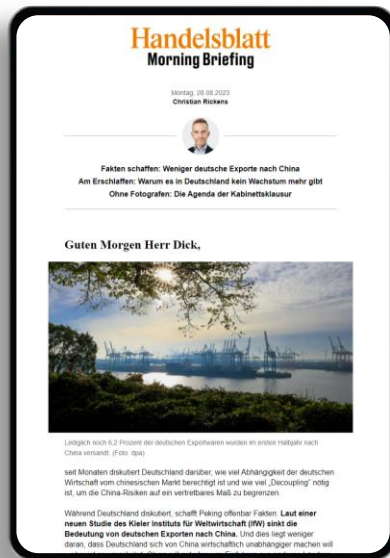 Handelsblatt
Morning Briefing
Montag, 28.08.2023
Christian Rickens
Fakten schaffen: Weniger deutsche Exporte nach China
Am Erschlaffen: Warum es in Deutschland kein Wachstum mehr gibt
Ohne Fotografen: Die Agenda der Kabinettsklausur
Guten Morgen Herr Dick,
Lediglich noch 6,2 Prozent der deutschen Exportwaren wurden im ersten Halbjahr nach
China versandt. (Foto: dpa)
seit Monaten diskutiert Deutschland darüber, wie viel Abhängigkeit der deutschen
Wirtschaft vom chinesischen Markt berechtigt ist und wie viel „Decoupling“ nötig
ist, um die China-Risiken auf ein vertretbares Maß zu begrenzen.
Während Deutschland diskutiert, schafft Peking offenbar Fakten: Laut einer
neuen Studie des Kieler Instituts für Weltwirtschaft (IfW) sinkt die
Bedeutung von deutschen Exporten nach China. Und dies liegt weniger
daran, dass Deutschland sich von China wirtschaftlich unabhängiger machen will